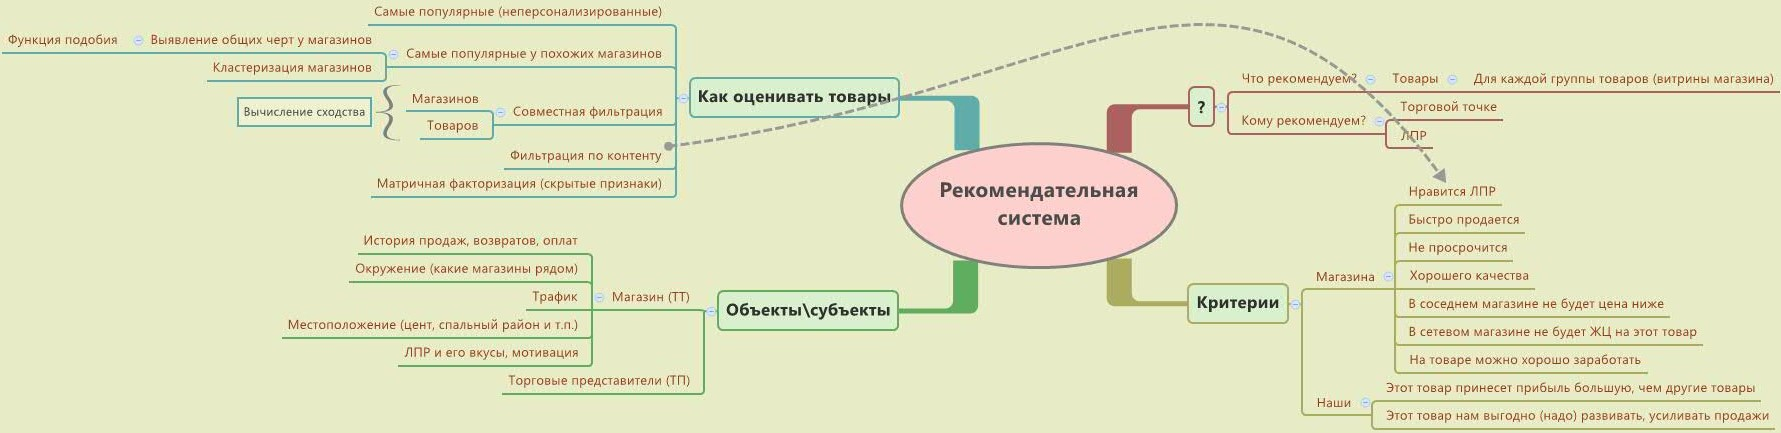 Рекомендательная
система
Как оценивать товары
Самые популярные (неперсонализированные)
Самые популярные у похожих магазинов
Выявление общих черт у магазинов
Функция подобия
Кластеризация магазинов
Совместная фильтрация
Магазинов
Товаров
Вычисление сходства
Фильтрация по контенту
Матричная факторизация (скрытые признаки)
Объекты\субъекты
Магазин (ТТ)
История продаж, возвратов, оплат
Окружение (какие магазины рядом)
Трафик
Местоположение (цент, спальный район и т.п.)
ЛПР и его вкусы, мотивация
Торговые представители (ТП)
?
Что рекомендуем?
Товары
Для каждой группы товаров (витрины магазина)
Кому рекомендуем?
Торговой точке
ЛПР
Критерии
Магазина
Нравится ЛПР
Быстро продается
Не просрочится
Хорошего качества
В соседнем магазине не будет цена ниже
В сетевом магазине не будет ЖЦ на этот товар
На товаре можно хорошо заработать
Наши
Этот товар принесет прибыль большую, чем другие товары
Этот товар нам выгодно (надо) развивать, усиливать продажи